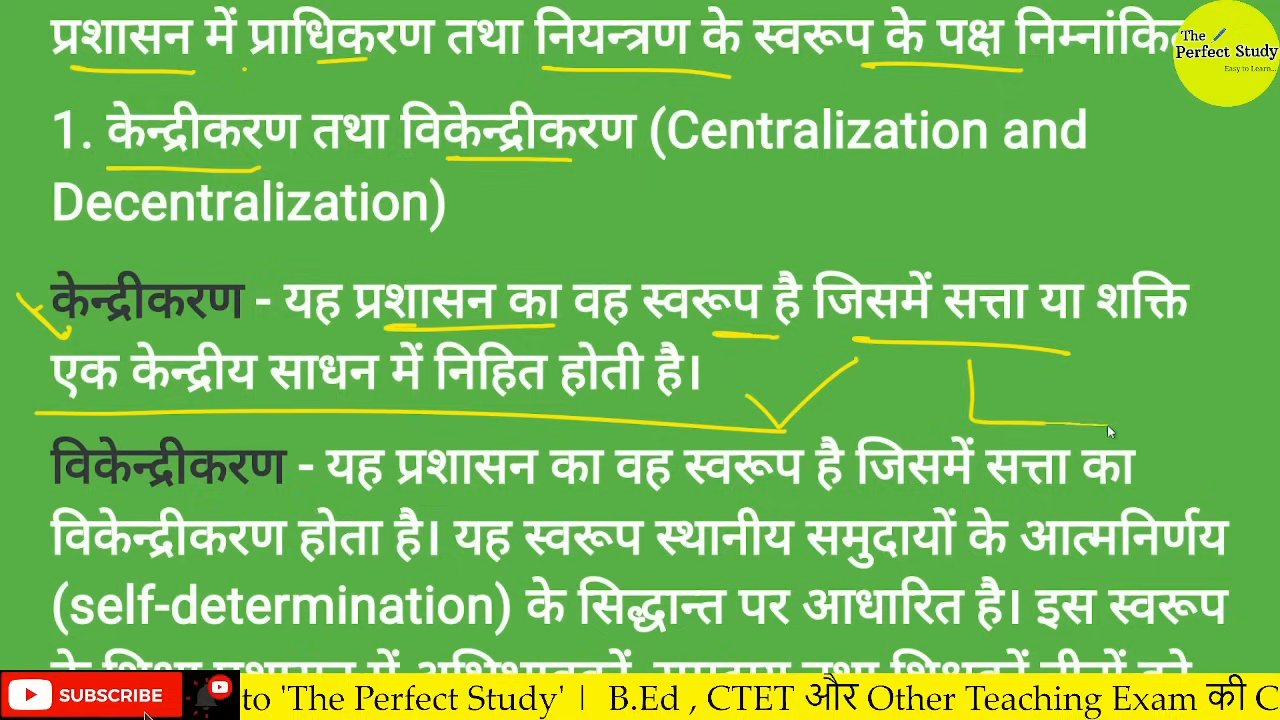 प्रशासन में प्राधिकरण तथा नियन्त्रण के स्वरूप के पक्ष
The
Perfect Study
Easy to Learn...
1. केन्द्रीकरण तथा विकेन्द्रीकरण (Centralization and
Decentralization)
केन्द्रीकरण - यह प्रशासन का वह स्वरूप है जिसमें सत्ता या शक्ति
एक केन्द्रीय साधन में निहित होती है।
विकेन्द्रीकरण - यह प्रशासन का वह स्वरूप है जिसमें सत्ता का
विकेन्द्रीकरण होता है। यह स्वरूप स्थानीय समुदायों के आत्मनिर्णय
(self-determination) के सिद्धान्त पर आधारित है। इस स्वरूप
SUBSCRIBE
to 'The Perfect Study' | B.Ed , CTET और Other Teaching Exam की C